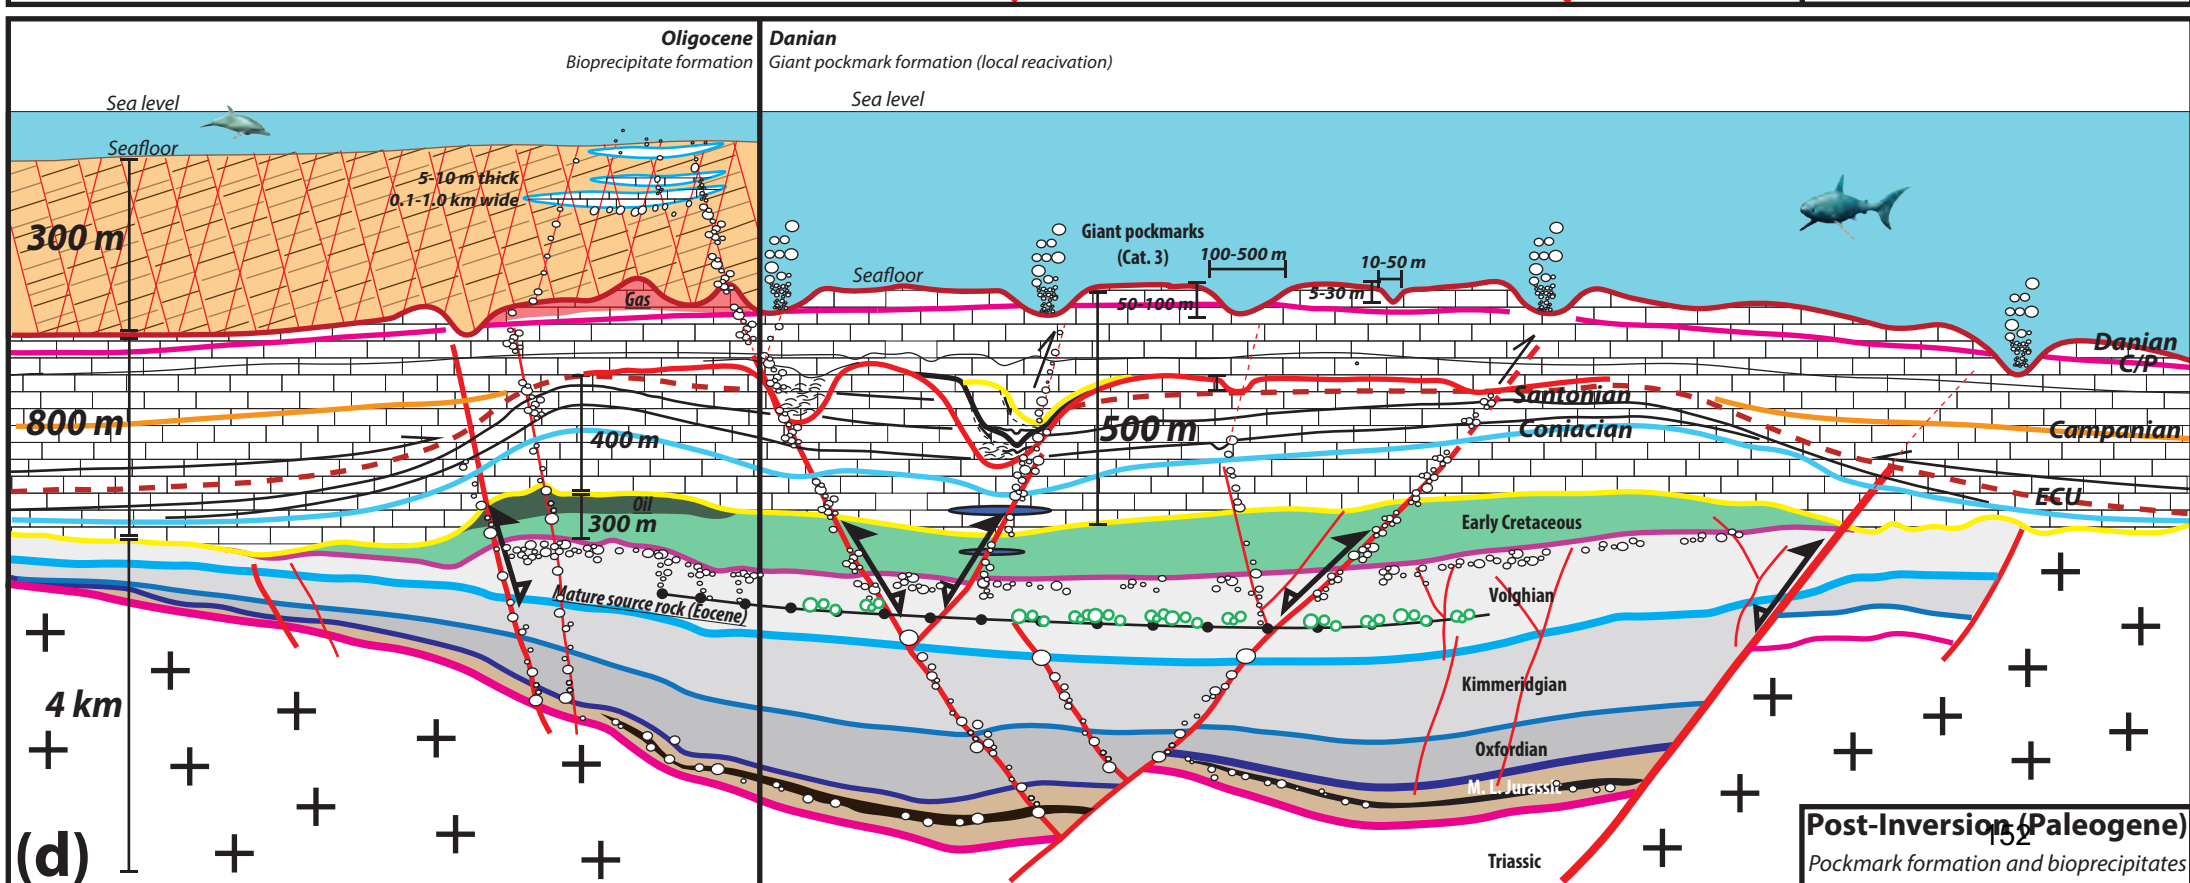 Oligocene
Bioprecipitate formation
Danian
Giant pockmark formation (local reacivation)
Sea level
Sea level
Seafloor
5-10 m thick
0.1-1.0 km wide
300 m
Gas
Seafloor
Giant pockmarks
(Cat. 3)
100-500 m
10-50 m
50-100 m
5-30 m
Danian
C/P
Santonian
Coniacian
Campanian
ECU
800 m
400 m
500 m
Oil
300 m
Early Cretaceous
Mature source rock (Eocene)
Volghian
Kimmeridgian
4 km
Oxfordian
M. L. Jurassic
Triassic
(d)
Post-Inversion (Paleogene)
152
Pockmark formation and bioprecipitates